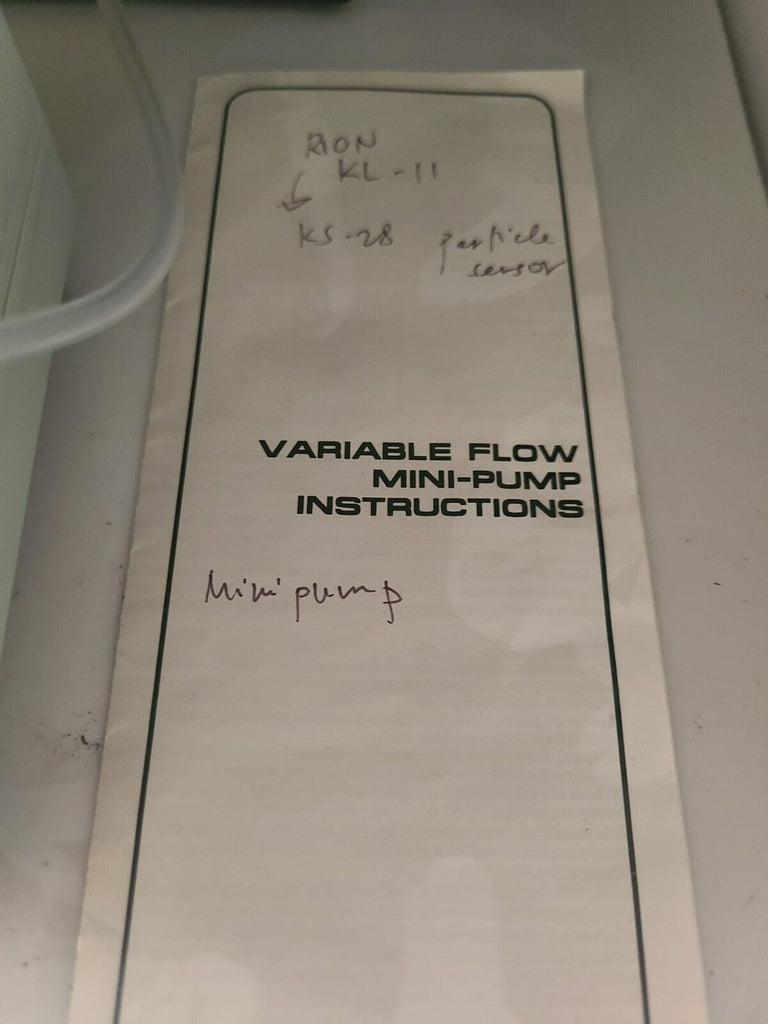 RION
KL-11
KS-28 particle
sensor
VARIABLE FLOW
MINI-PUMP
INSTRUCTIONS
Mini pump